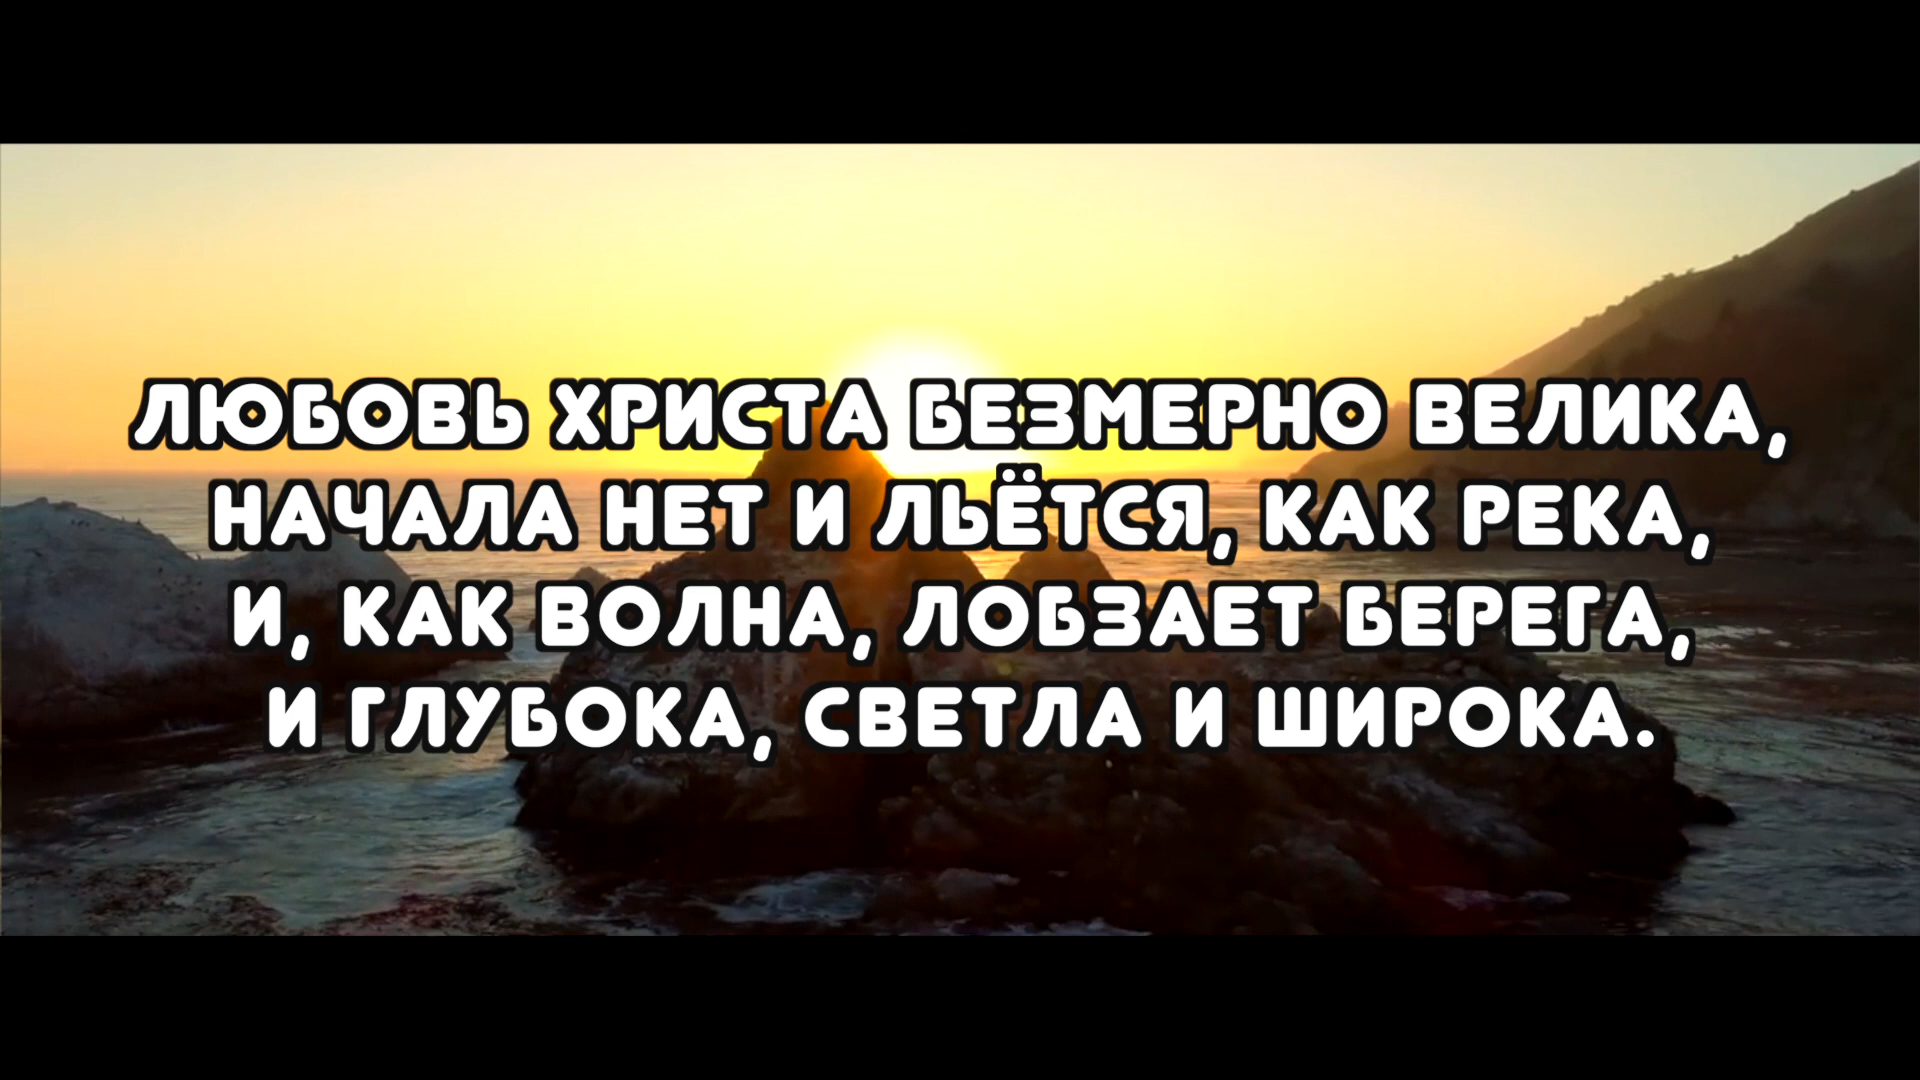 ЛЮБОВЬ ХРИСТА БЕЗМЕРНО ВЕЛИКА,
НАЧАЛА НЕТ И ЛЬЁТСЯ, КАК РЕКА,
И, КАК ВОЛНА, ЛОБЗАЕТ БЕРЕГА,
И ГЛУБОКА, СВЕТЛА И ШИРОКА.